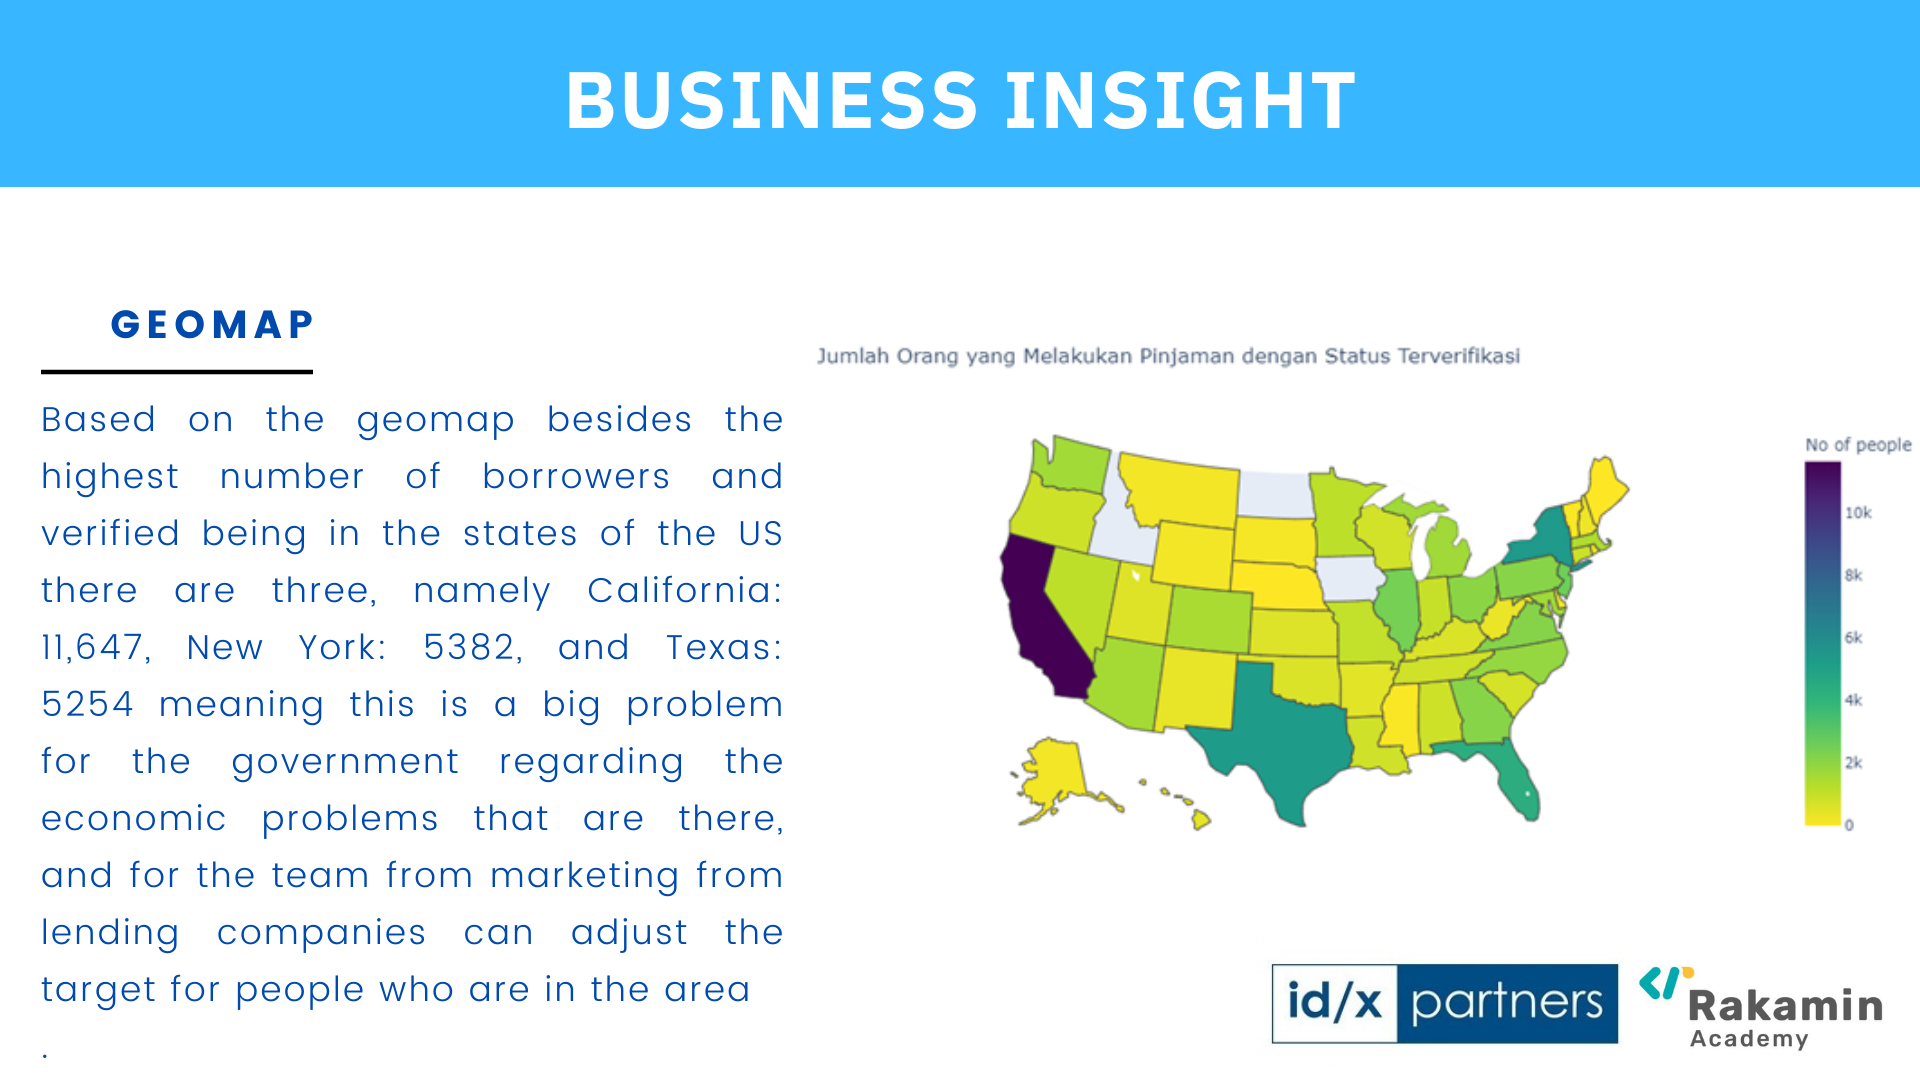 BUSINESS INSIGHT
GEOMAP
Based on the geomap besides the
highest number of borrowers and
verified being in the states of the US
there are three, namely California:
11,647, New York: 5382, and Texas:
5254 meaning this is a big problem
for the government regarding the
economic problems that are there,
and for the team from marketing from
lending companies can adjust the
target for people who are in the area
.
Jumlah Orang yang Melakukan Pinjaman dengan Status Terverifikasi
No of people
10k
8k
6k
4k
2k
0
id/x partners
Rakamin
Academy